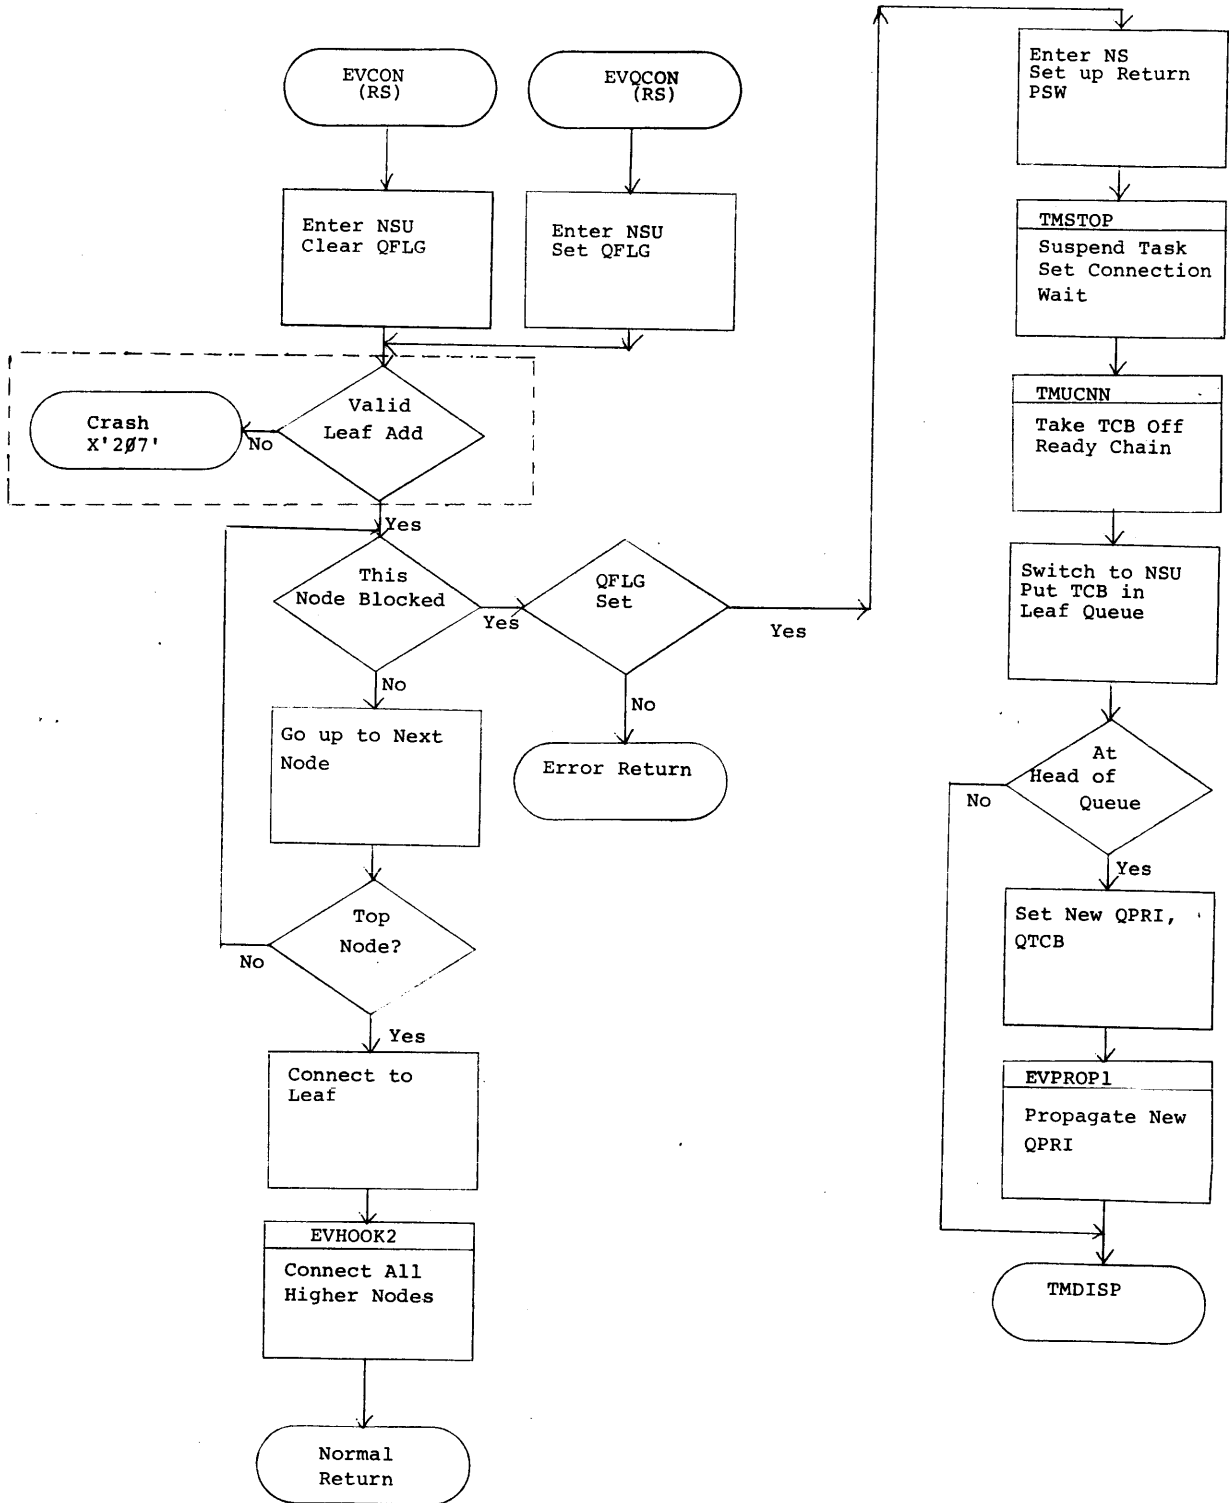 EVCON
(RS)
EVQCON
(RS)
Enter NSU
Clear QFLG
Enter NSU
Set QFLG
Valid
Leaf Add
No
Crash
X'2Ø7'
Yes
This
Node Blocked
Yes
QFLG
Set
Yes
No
Error Return
No
Go up to Next
Node
Top
Node?
No
Yes
Connect to
Leaf
EVHOOK2
Connect All
Higher Nodes
Normal
Return
Enter NS
Set up Return
PSW
TMSTOP
Suspend Task
Set Connection
Wait
TMUCNN
Take TCB Off
Ready Chain
Switch to NSU
Put TCB in
Leaf Queue
At
Head of
Queue
No
Yes
Set New QPRI,
QTCB
EVPROP1
Propagate New
QPRI
TMDISP